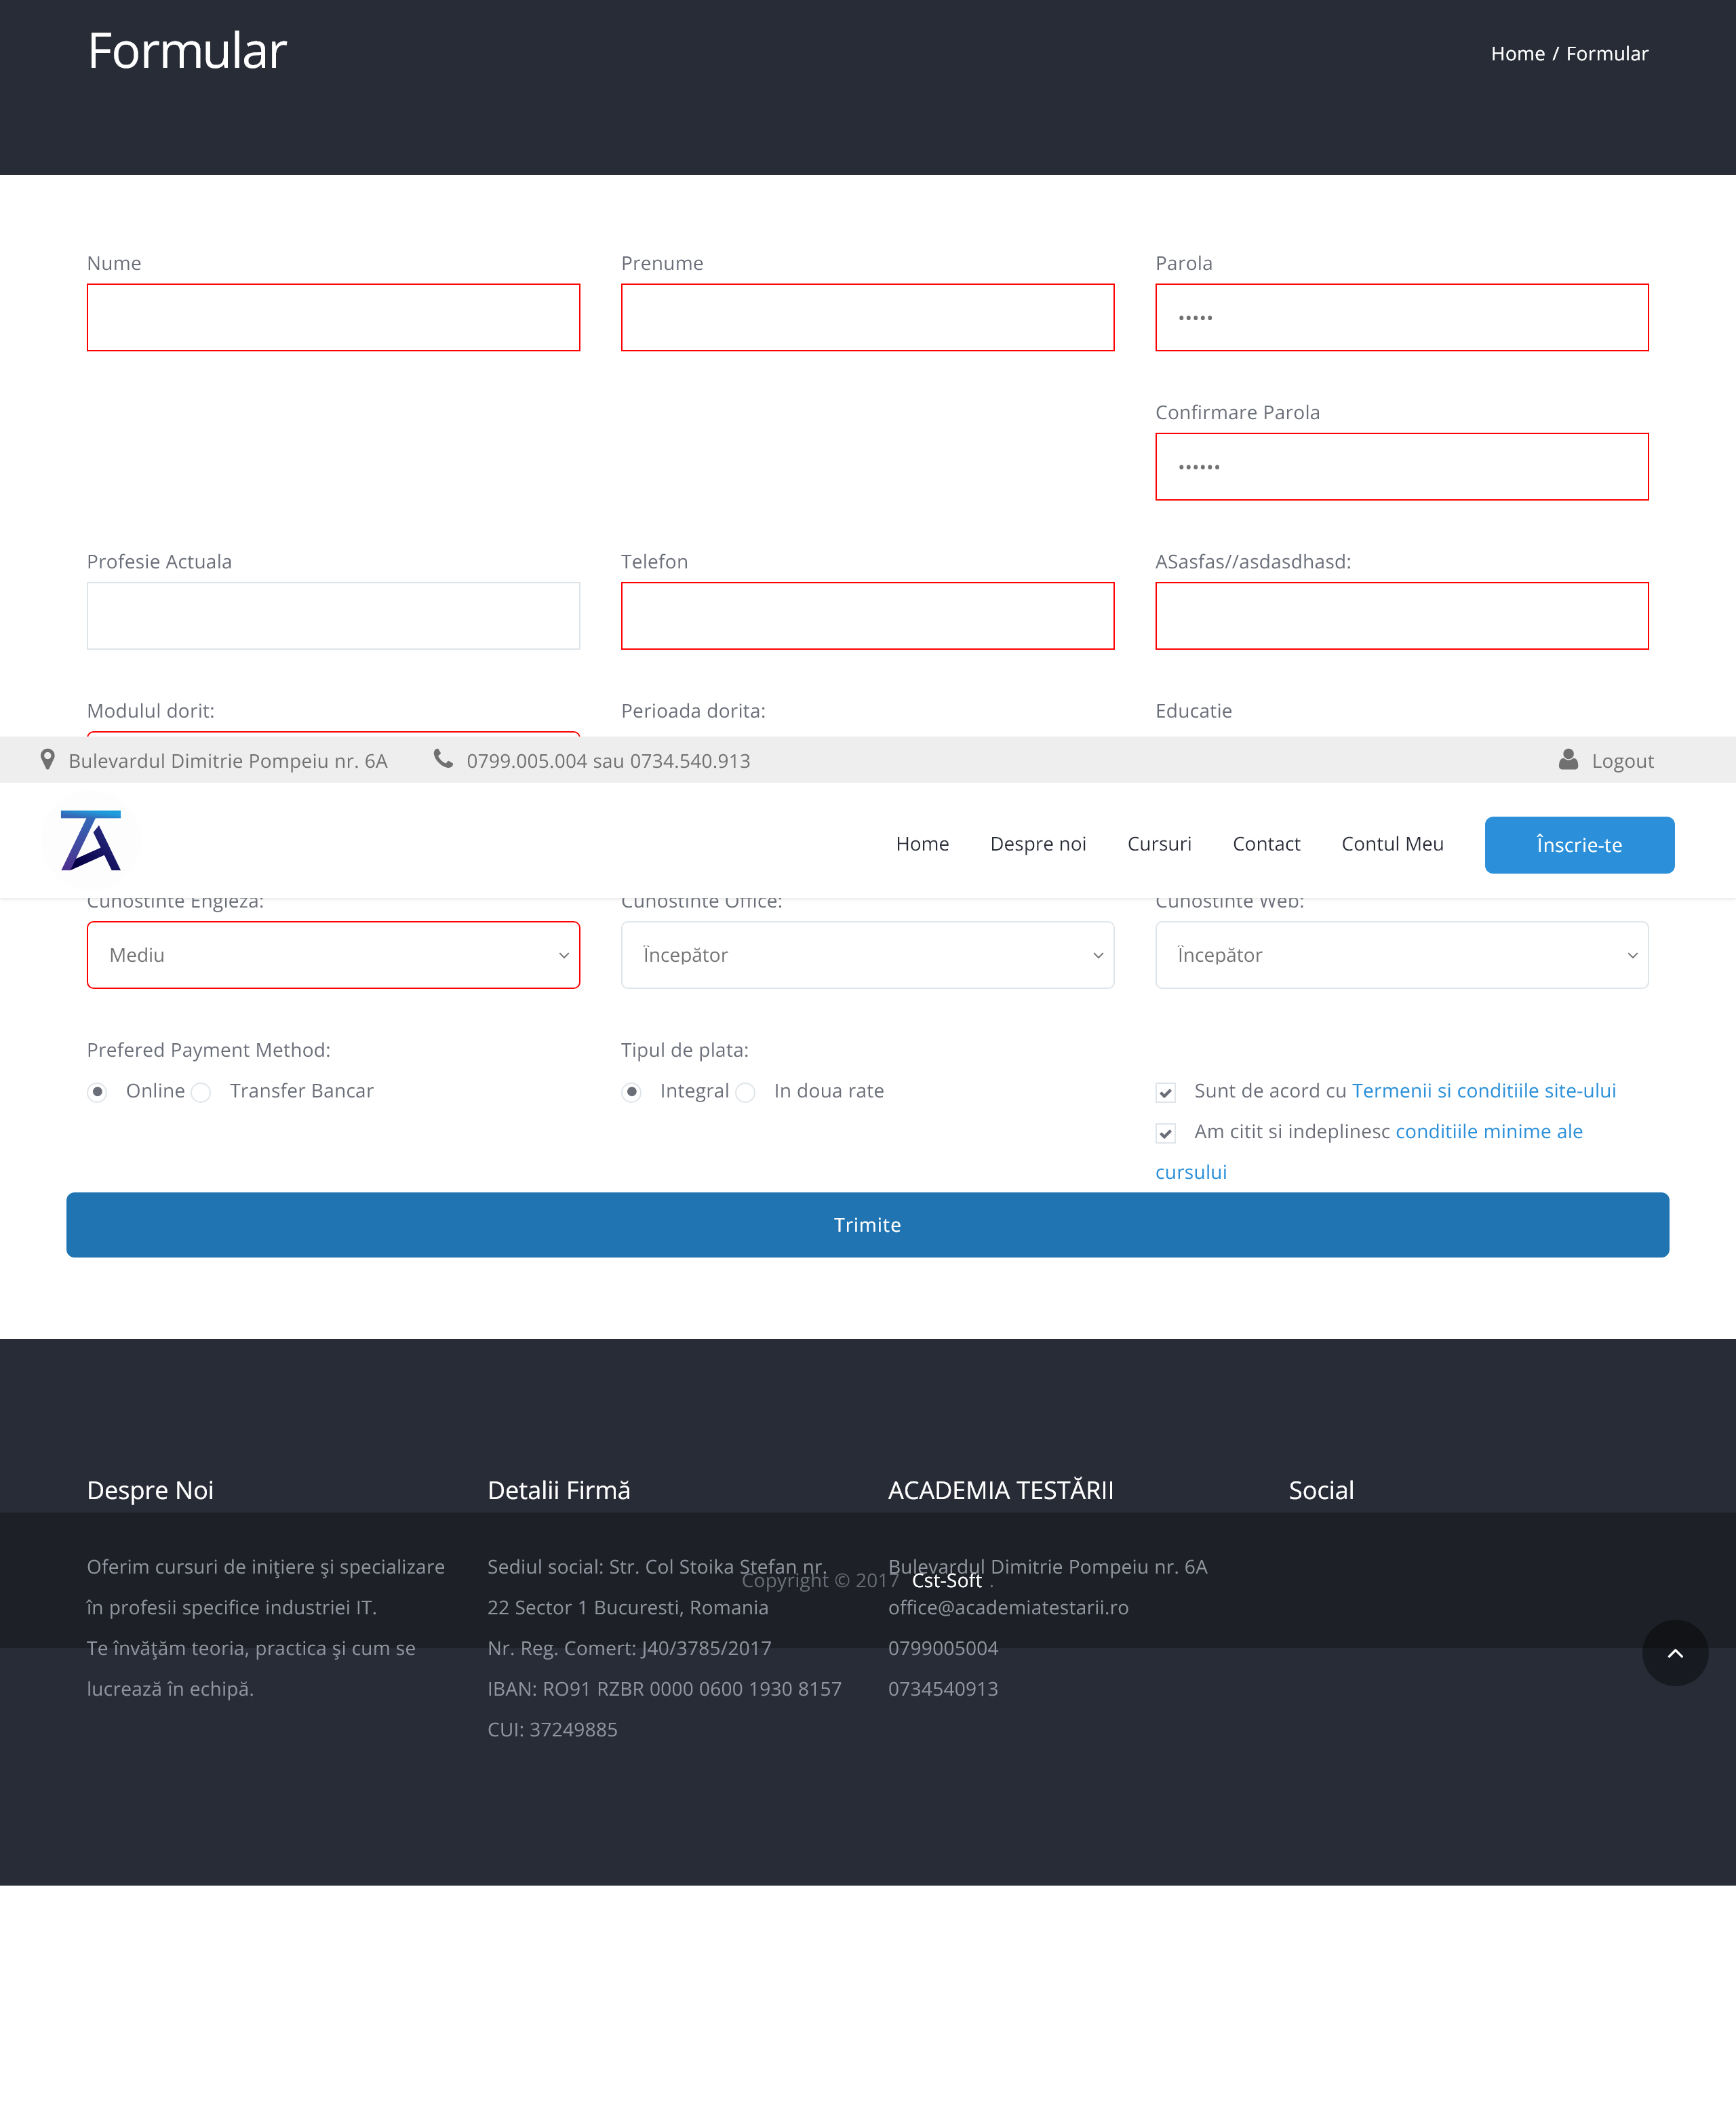 Formular
Home / Formular
Nume
Prenume
Parola
•••••
Confirmare Parola
••••••
Profesie Actuala
Telefon
ASasfas//asdasdhasd:
Modulul dorit:
Perioada dorita:
Educatie
Bulevardul Dimitrie Pompeiu nr. 6A
0799.005.004 sau 0734.540.913
Logout
Home
Despre noi
Cursuri
Contact
Contul Meu
Înscrie-te
Cunostinte Engleza:
Cunostinte Office:
Cunostinte Web:
Mediu
Începător
Începător
Prefered Payment Method:
Online
Transfer Bancar
Tipul de plata:
Integral
In doua rate
Sunt de acord cu Termenii si conditiile site-ului
Am citit si indeplinesc conditiile minime ale
cursului
Trimite
Despre Noi
Oferim cursuri de iniţiere şi specializare
în profesii specifice industriei IT.
Te învăţăm teoria, practica şi cum se
lucrează în echipă.
Detalii Firmă
Sediul social: Str. Col Stoika Stefan nr.
22 Sector 1 Bucuresti, Romania
Nr. Reg. Comert: J40/3785/2017
IBAN: RO91 RZBR 0000 0600 1930 8157
CUI: 37249885
ACADEMIA TESTĂRII
Bulevardul Dimitrie Pompeiu nr. 6A
office@academiatestarii.ro
0799005004
0734540913
Social
Copyright © 2017 Cst-Soft .